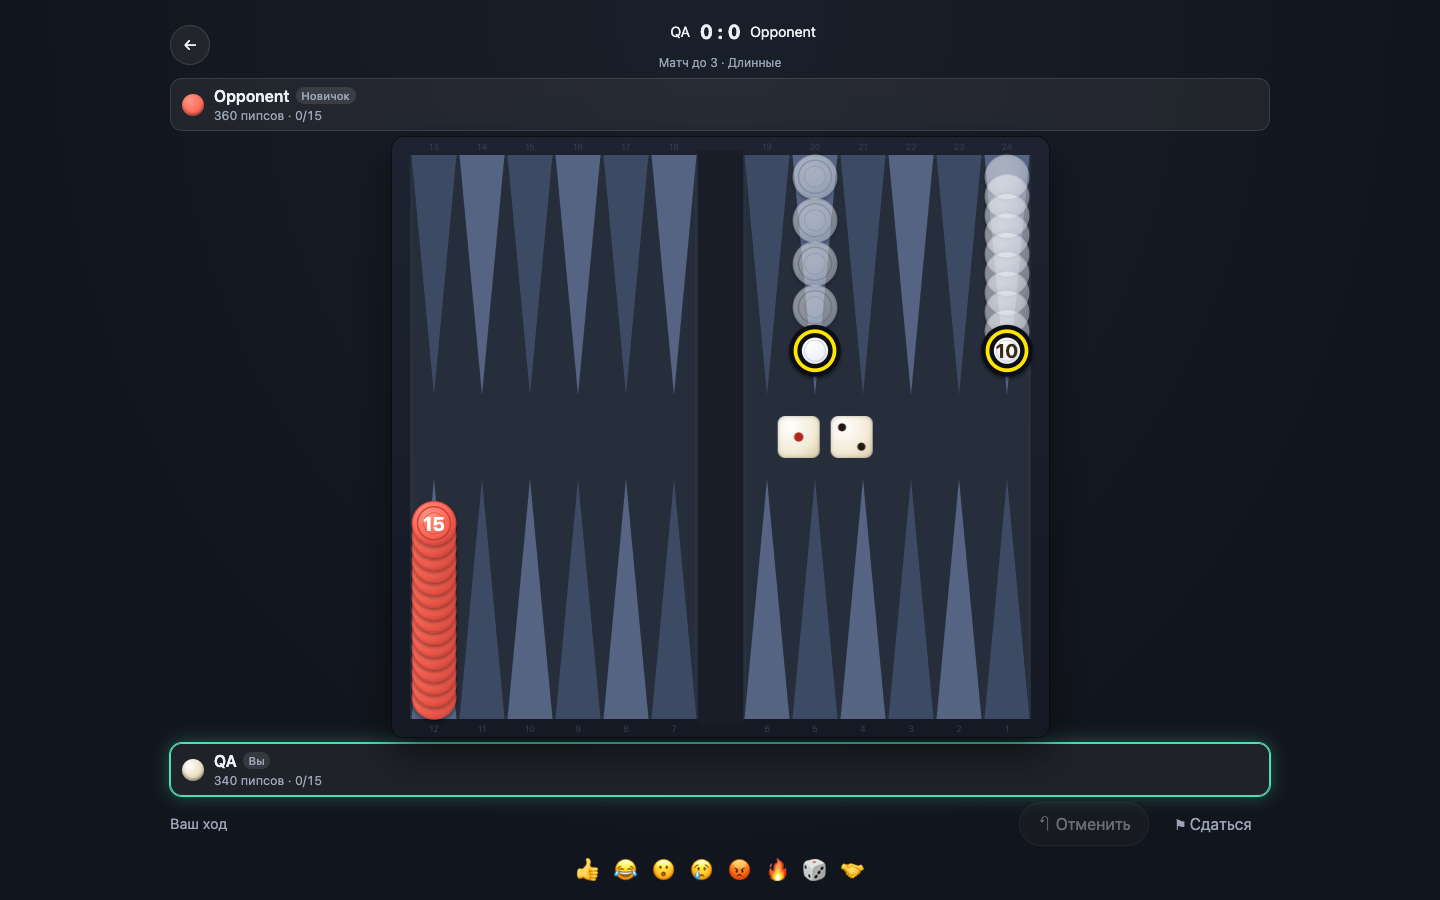 QA 0 : 0 Opponent
Матч до 3 · Длинные
Opponent Новичок
360 пипсов · 0/15
13 14 15 16 17 18 19 20 21 22 23 24
10
15
12 11 10 9 8 7 6 5 4 3 2 1
QA Вы
340 пипсов · 0/15
Ваш ход
Отменить
Сдаться